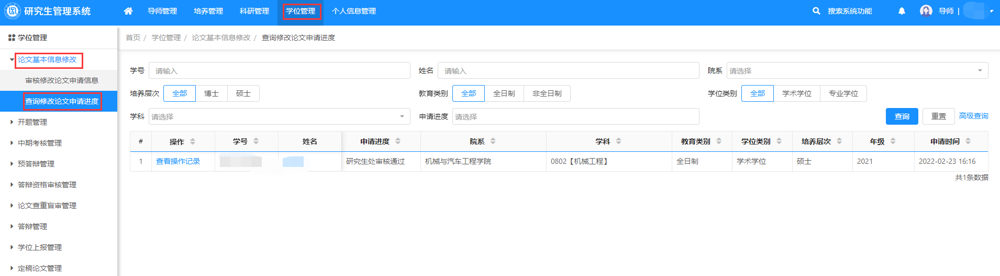 研究生管理系统 导师管理 培养管理 科研管理 学位管理 个人信息管理 搜索系统功能 导师 |
学位管理
首页 / 学位管理 / 论文基本信息修改 / 查询修改论文申请进度
论文基本信息修改
审核修改论文申请信息
查询修改论文申请进度
开题管理
中期考核管理
预答辩管理
答辩资格审核管理
论文查重盲审管理
答辩管理
学位上报管理
定稿论文管理
学号 请输入 姓名 请输入 院系 请选择
培养层次 全部 博士 硕士 教育类别 全部 全日制 非全日制 学位类别 全部 学术学位 专业学位
学科 请选择 申请进度 请选择 查询 重置 高级查询
# 操作 学号 姓名 申请进度 院系 学科 教育类别 学位类别 培养层次 年级 申请时间
1 查看操作记录 研究生处审核通过 机械与汽车工程学院 0802【机械工程】 全日制 学术学位 硕士 2021 2022-02-23 16:16
共1条数据